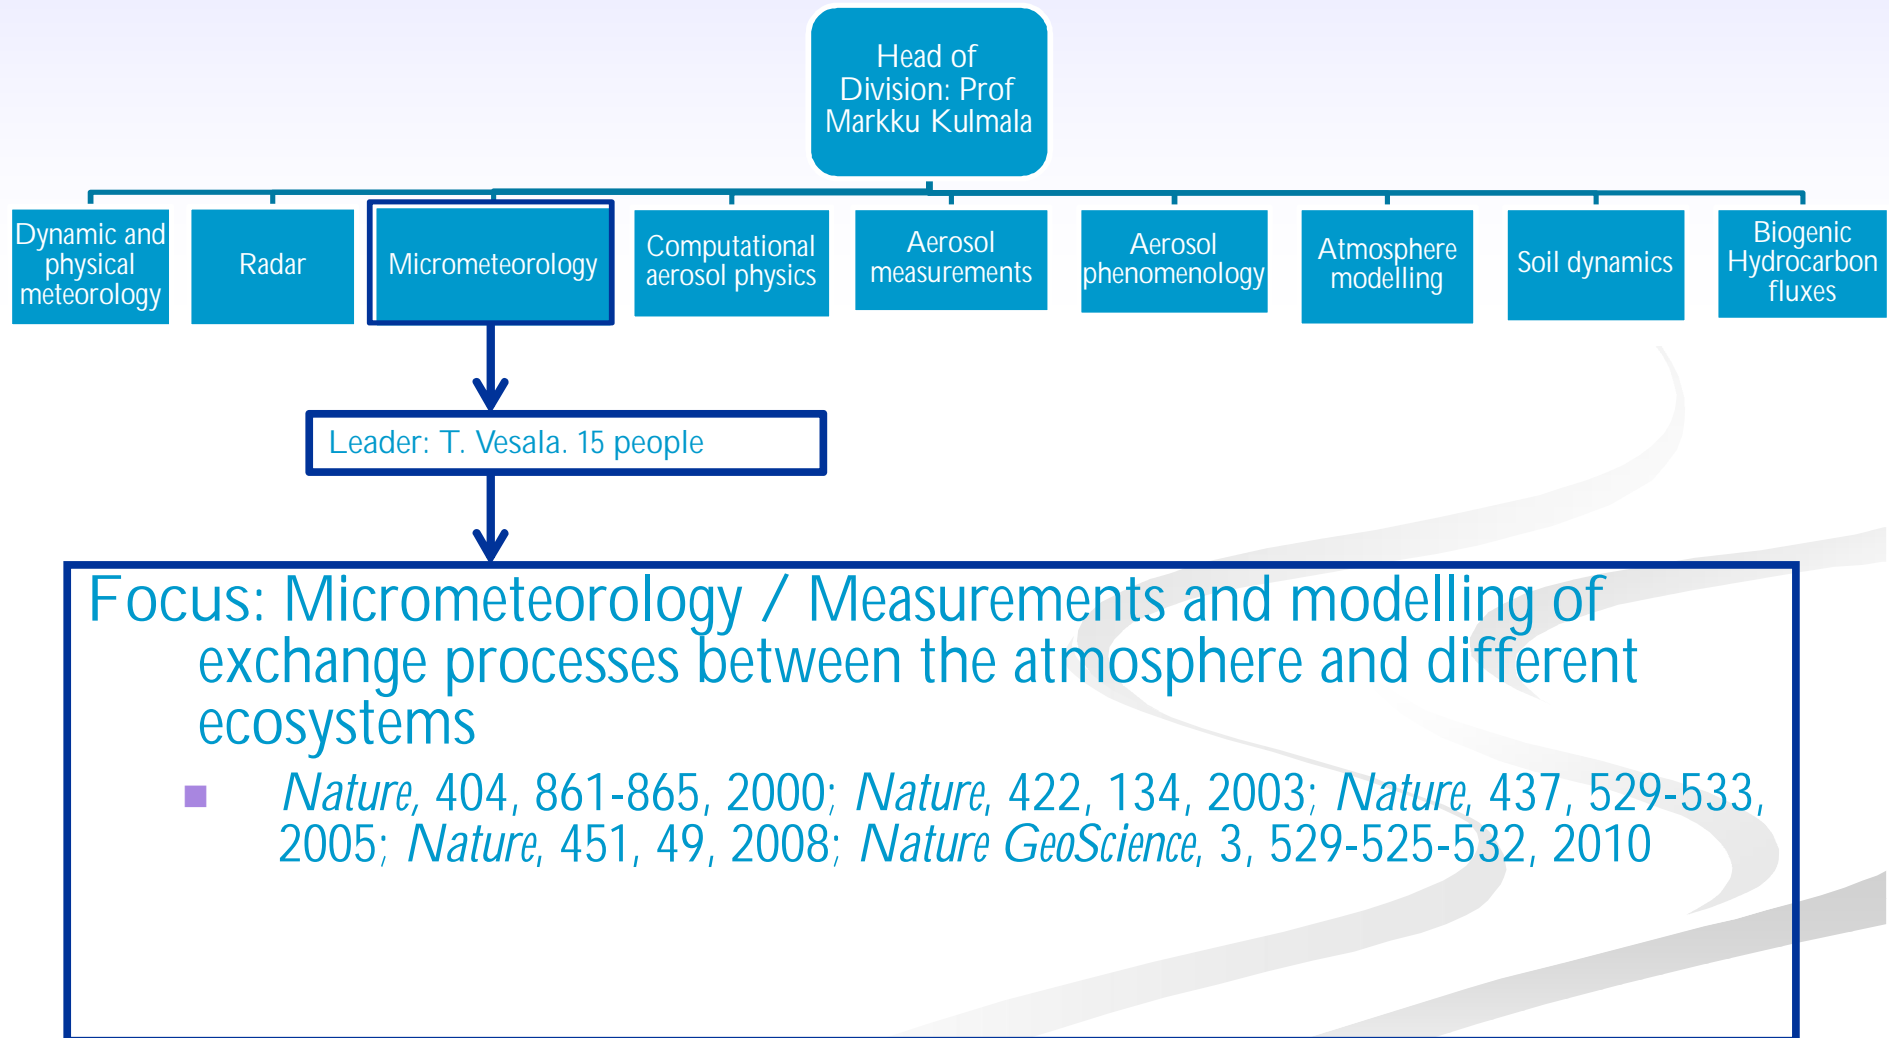 Head of
Division: Prof
Markku Kulmala
Dynamic and
physical
meteorology
Radar
Micrometeorology
Computational
aerosol physics
Aerosol
measurements
Aerosol
phenomenology
Atmosphere
modelling
Soil dynamics
Biogenic
Hydrocarbon
fluxes
Leader: T. Vesala. 15 people
Focus: Micrometeorology / Measurements and modelling of
exchange processes between the atmosphere and different
ecosystems
Nature, 404, 861-865, 2000; Nature, 422, 134, 2003; Nature, 437, 529-533,
2005; Nature, 451, 49, 2008; Nature GeoScience, 3, 529-525-532, 2010